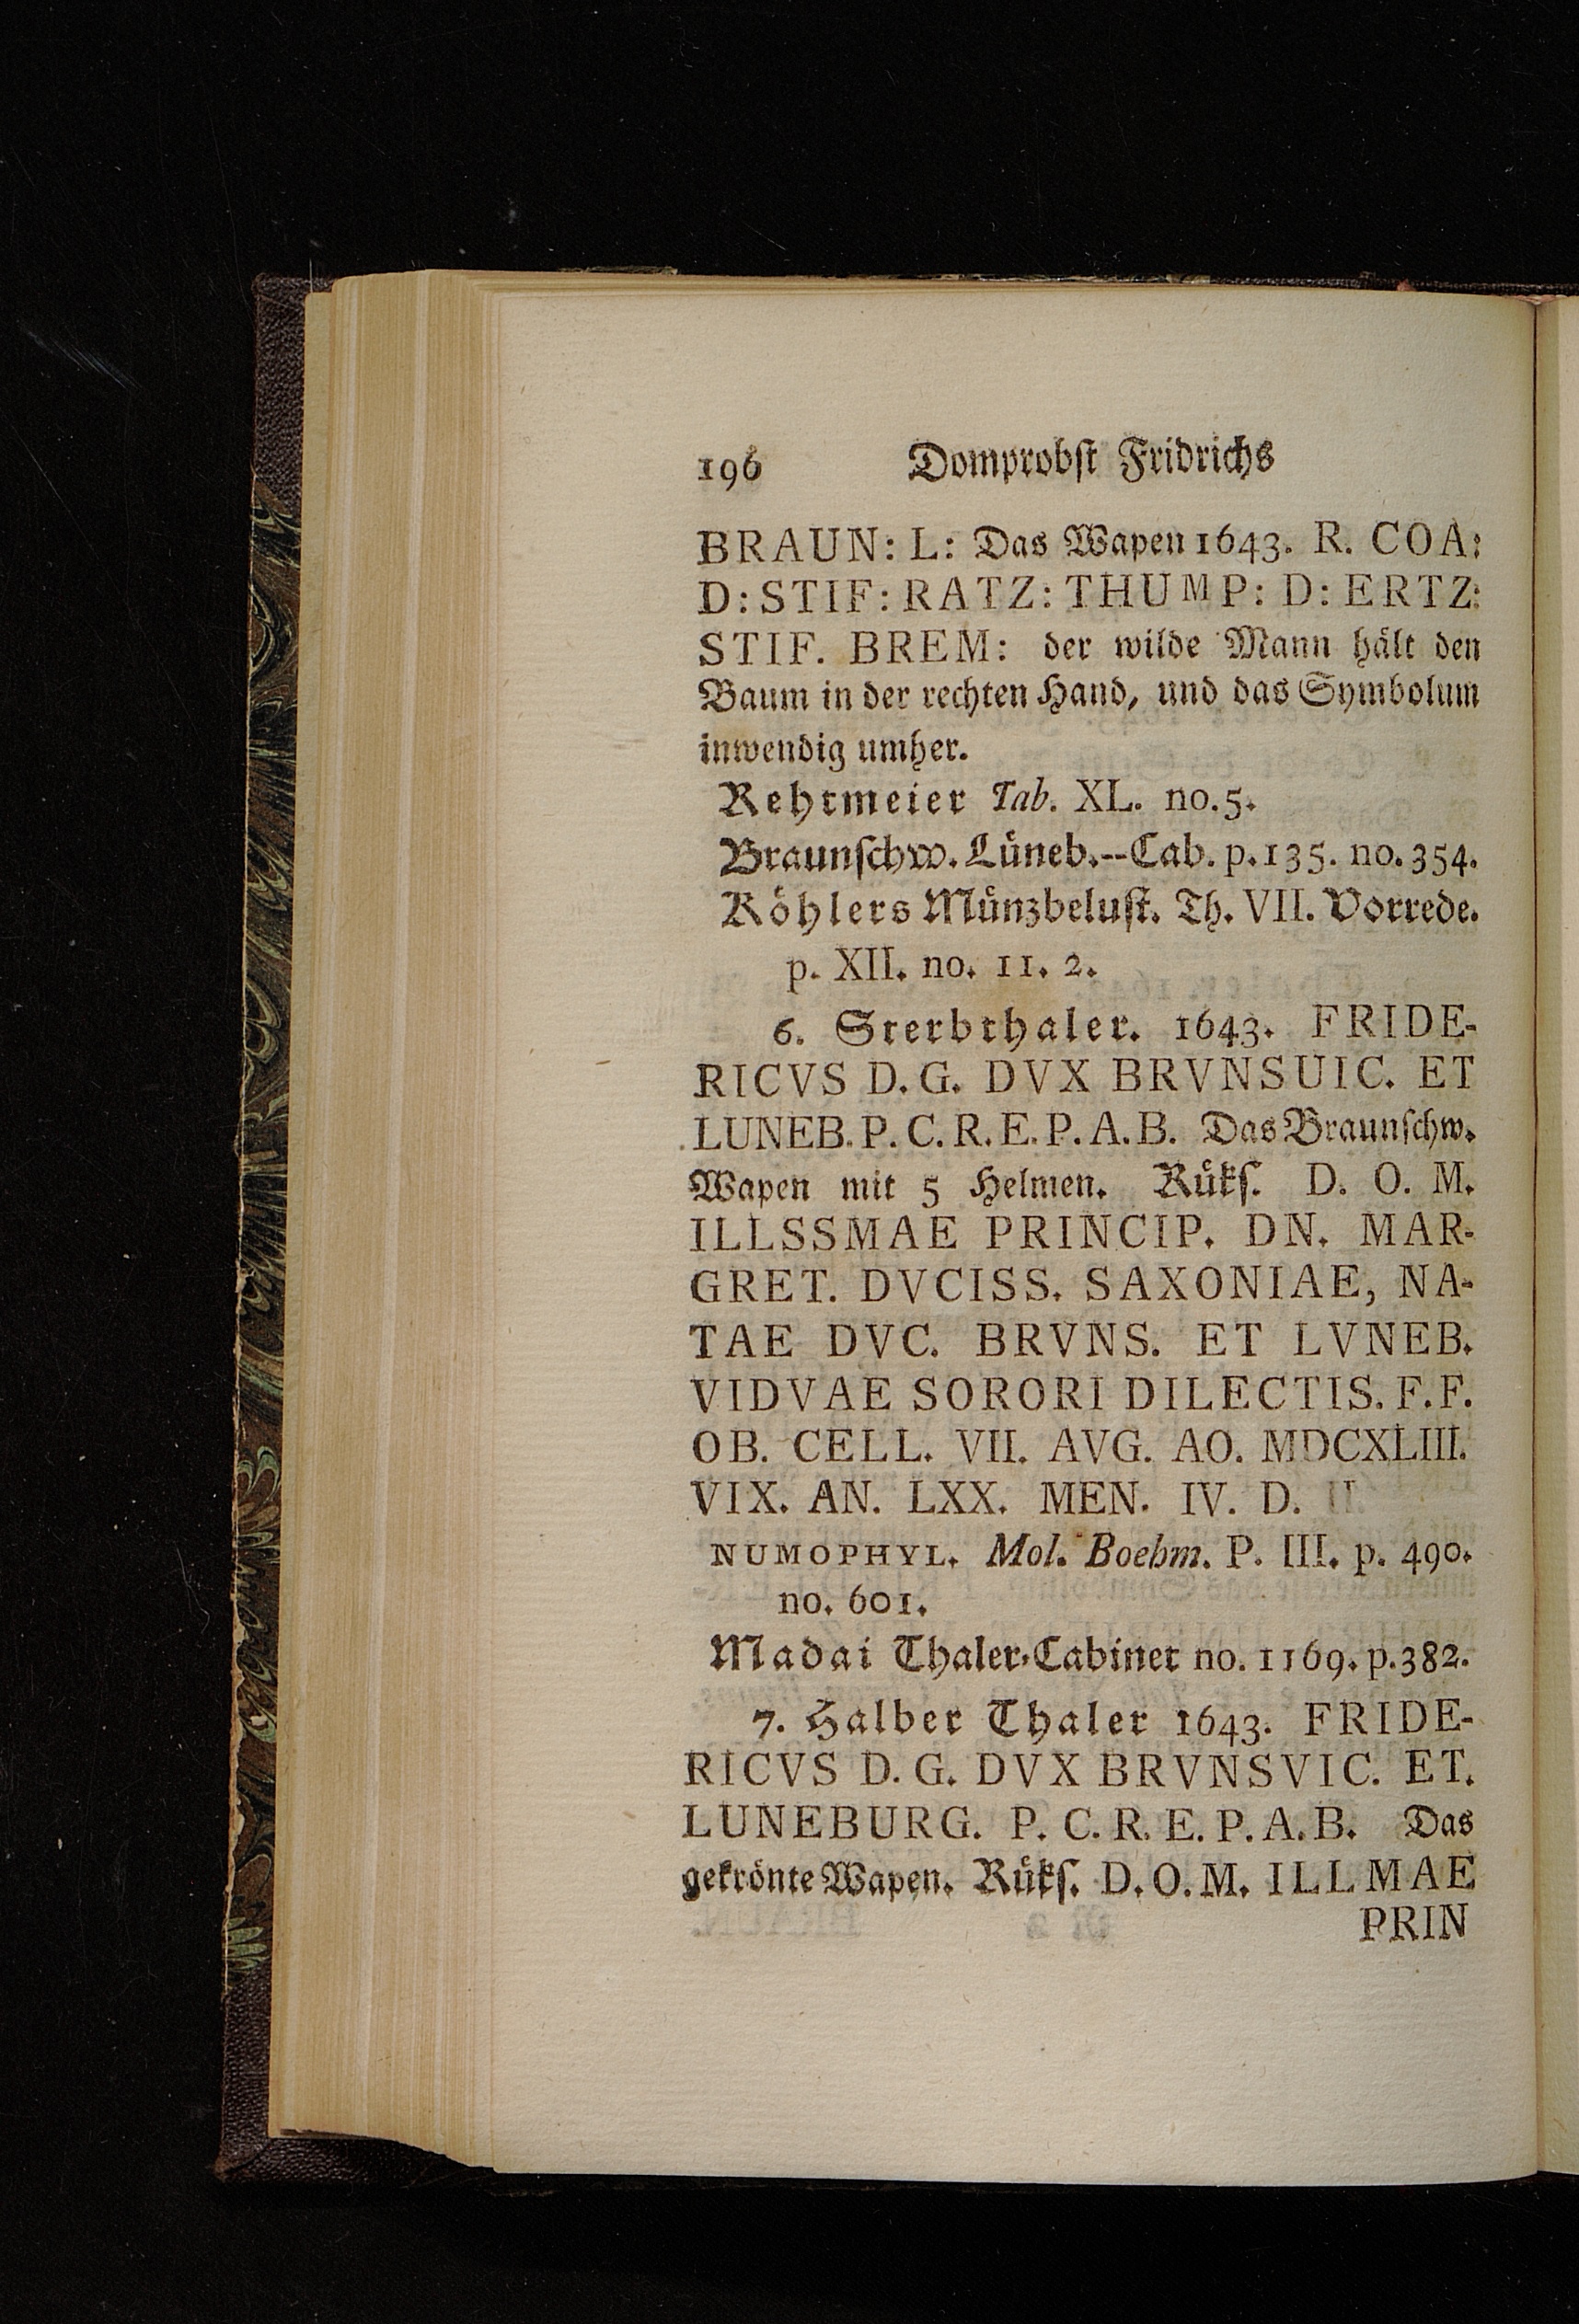 196 Domprobſt Fridrichs
BRAUN: L: Das Wapen 1643. R. COA:
D: STIF: RATZ: THUMP: D: ERTZ:
STIF. BREM: der wilde Mann hält den
Baum in der rechten Hand, und das Symbolum
inwendig umher.
Rehtmeier Tab. XL. no. 5.
Braunſchw. Lüneb.--Cab. p. 135. no. 354.
Köhlers Münzbeluſt. Th. VII. Vorrede.
p. XII. no. 11. 2.
6. Sterbthaler. 1643. FRIDE-
RICVS D. G. DVX BRVNSUIC. ET
LUNEB. P. C. R. E. P. A. B. Das Braunſchw.
Wapen mit 5 Helmen. Rükſ. D. O. M.
ILLSSMAE PRINCIP. DN. MAR-
GRET. DVCISS. SAXONIAE, NA-
TAE DVC. BRVNS. ET LVNEB.
VIDVAE SORORI DILECTIS. F. F.
OB. CELL. VII. AVG. AO. MDCXLIII.
VIX. AN. LXX. MEN. IV. D.
NUMOPHYL. Mol. Boehm. P. III. p. 490.
no. 601.
Madai Thaler-Cabinet no. 1169. p. 382.
7. Halber Thaler 1643. FRIDE-
RICVS D. G. DVX BRVNSVIC. ET.
LUNEBURG. P. C. R. E. P. A. B. Das
gekrönte Wapen. Rükſ. D. O. M. ILLMAE
PRIN